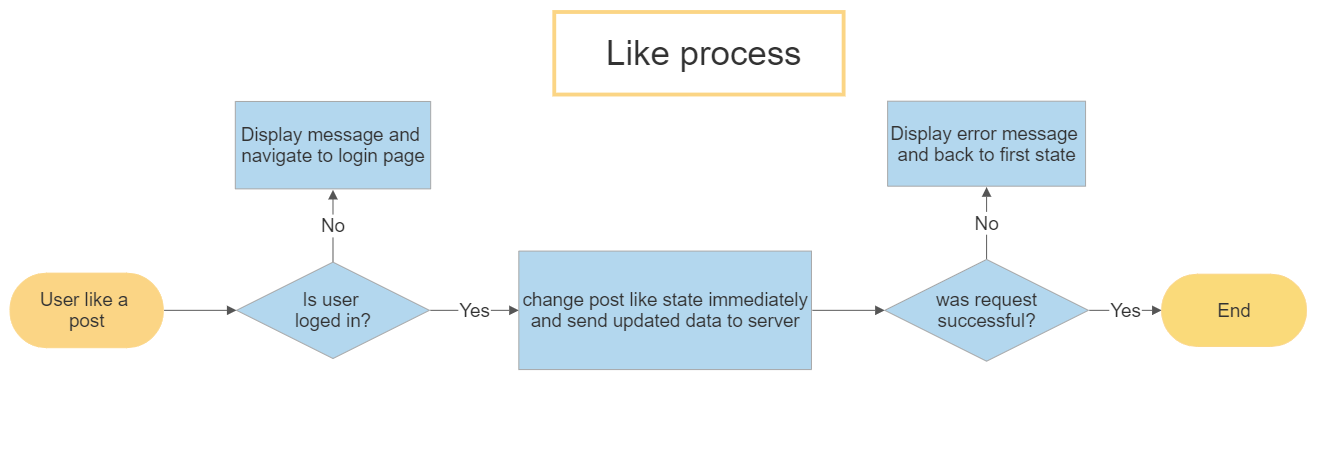 Like process
Display message and
navigate to login page
Display error message
and back to first state
No
No
User like a
post
Is user
loged in?
Yes
change post like state immediately
and send updated data to server
was request
successful?
Yes
End